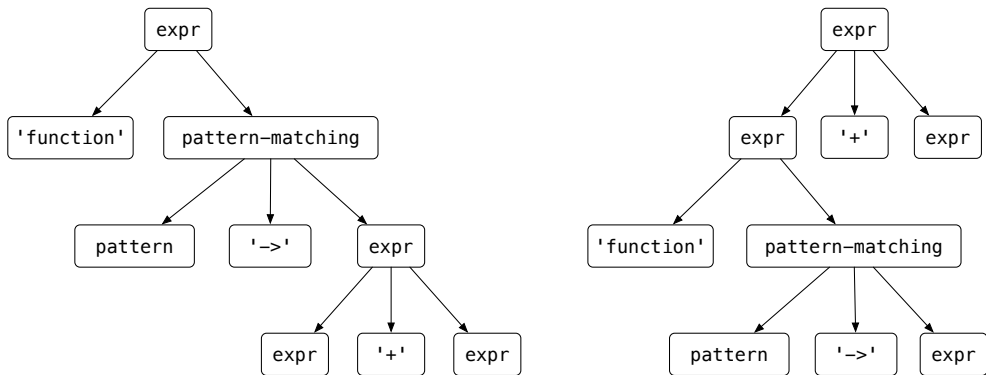 expr
'function'
pattern-matching
pattern
'->'
expr
expr
'+'
expr
expr
expr
'+'
expr
'function'
pattern-matching
pattern
'->'
expr